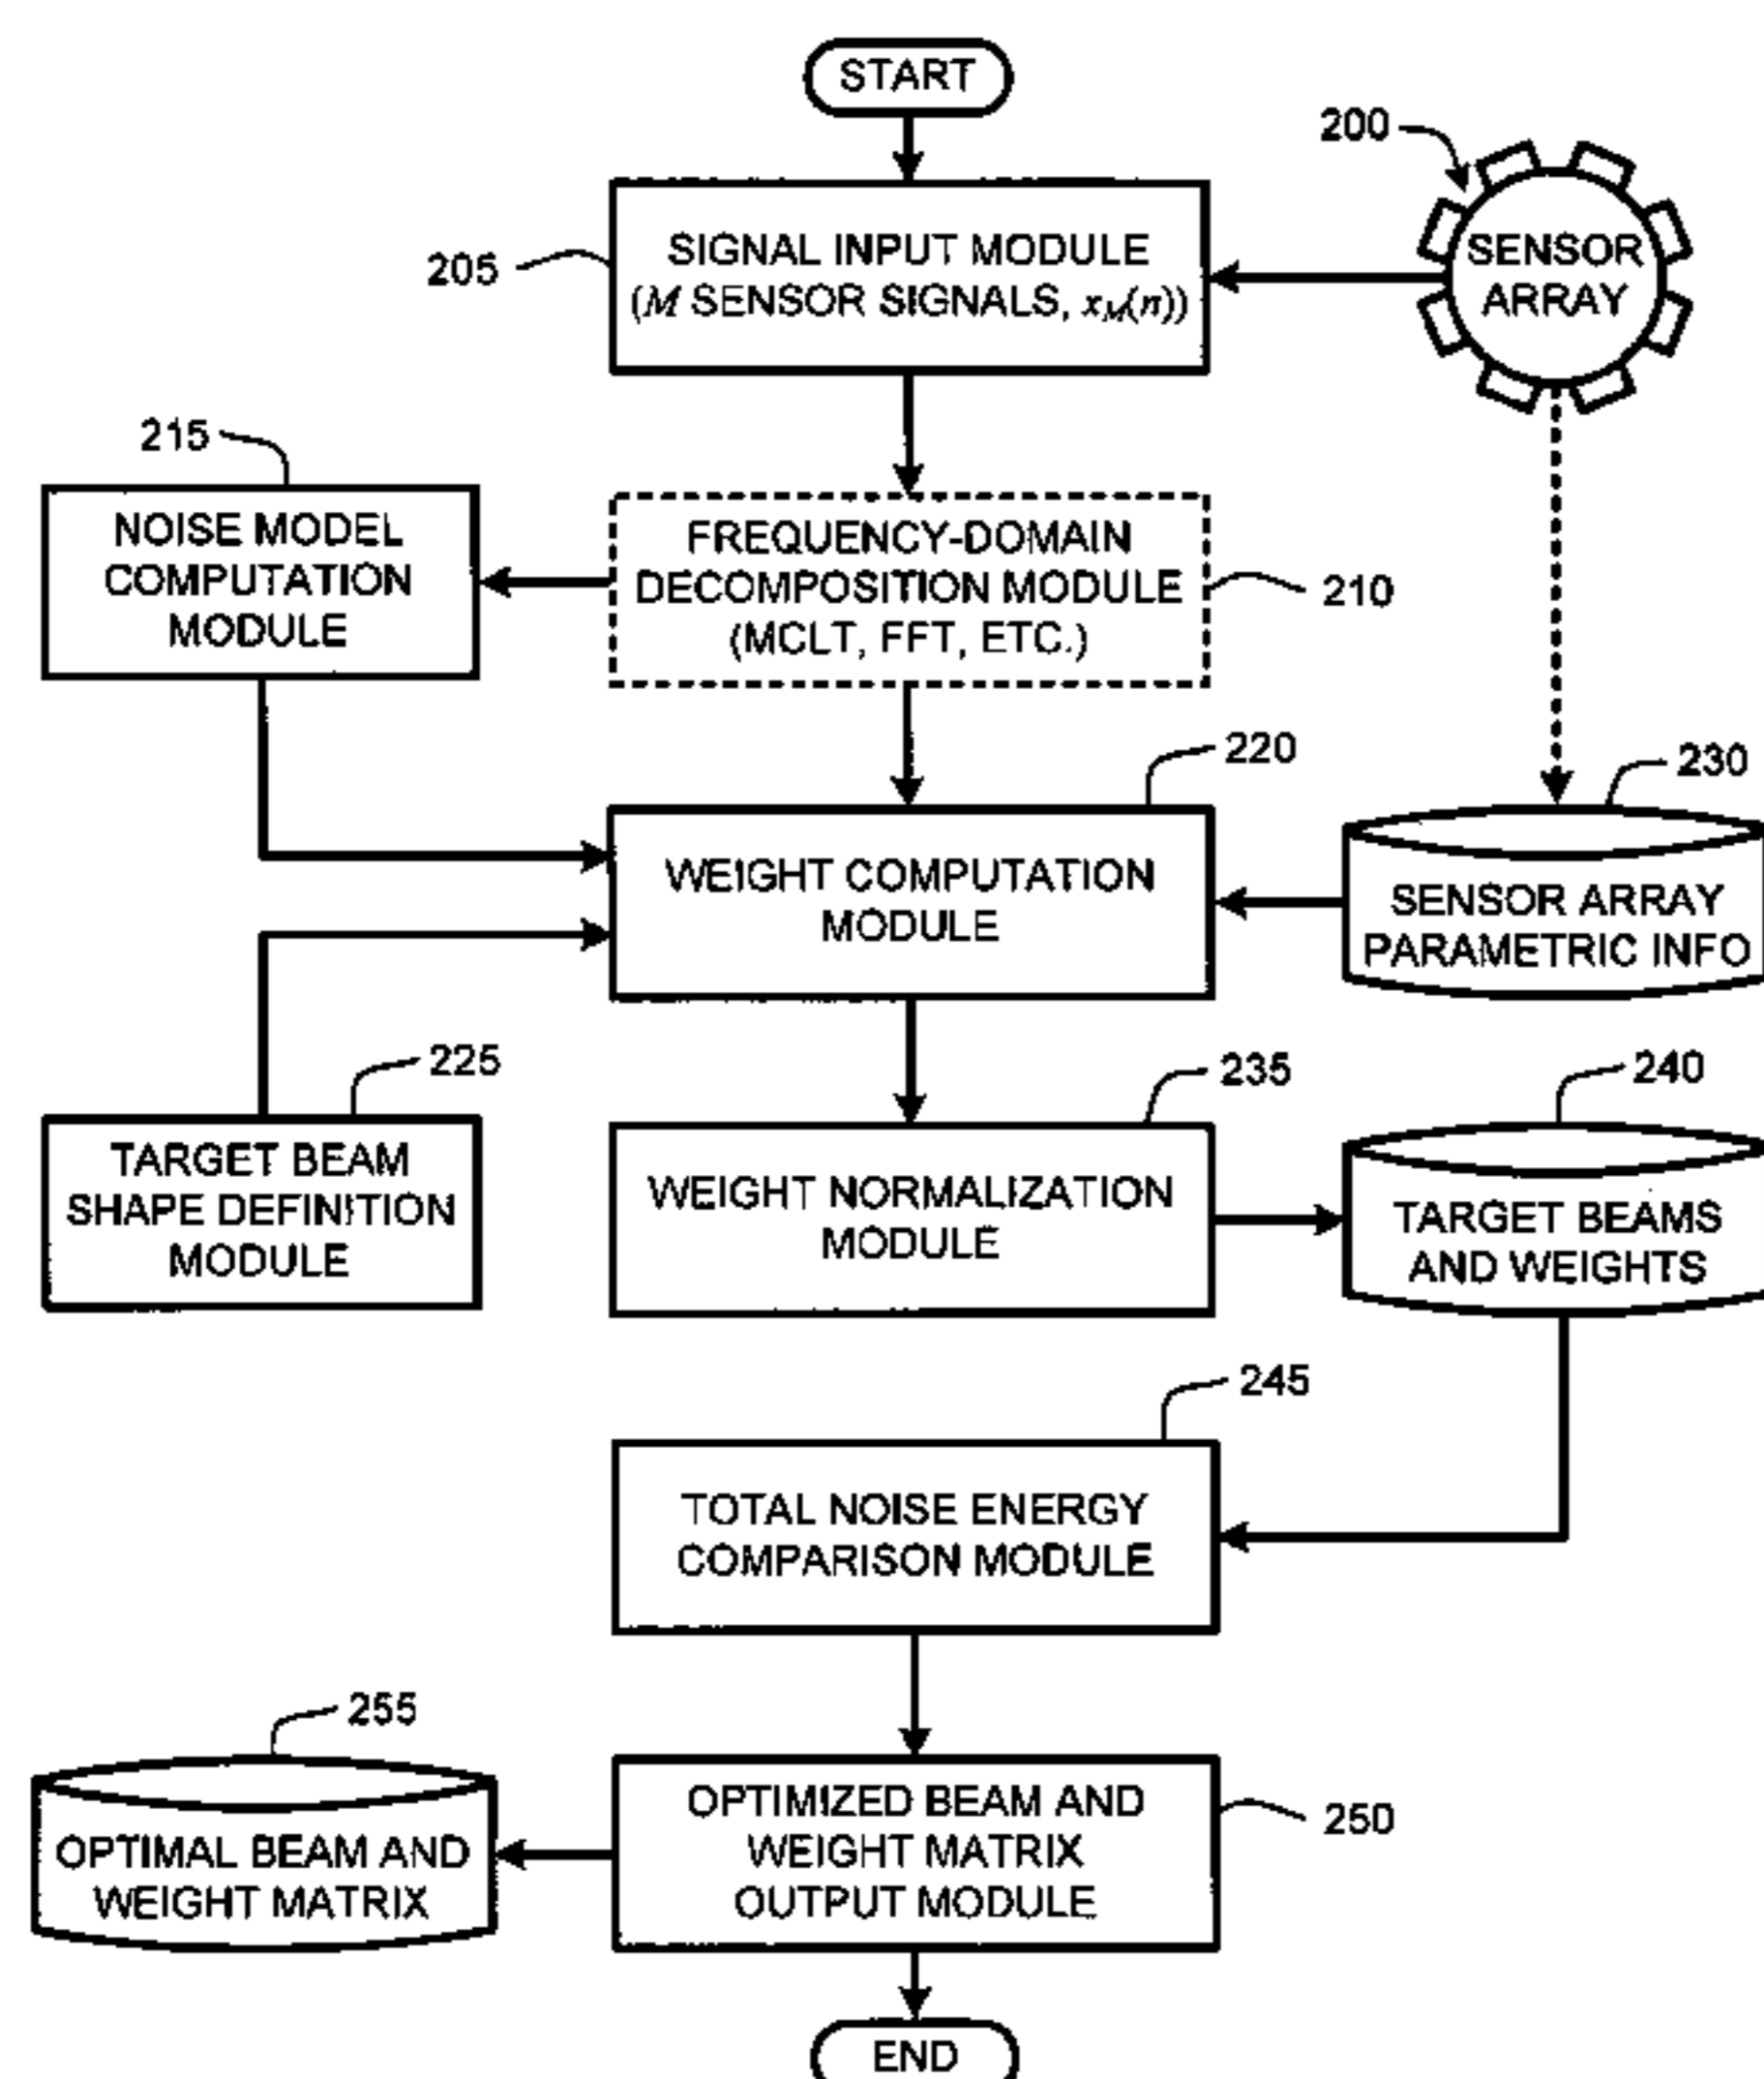 START
200
SENSOR
ARRAY
205
SIGNAL INPUT MODULE
(M SENSOR SIGNALS, xM(n))
215
NOISE MODEL
COMPUTATION
MODULE
FREQUENCY-DOMAIN
DECOMPOSITION MODULE
(MCLT, FFT, ETC.)
210
220
230
WEIGHT COMPUTATION
MODULE
SENSOR ARRAY
PARAMETRIC INFO
225
TARGET BEAM
SHAPE DEFINITION
MODULE
235
WEIGHT NORMALIZATION
MODULE
240
TARGET BEAMS
AND WEIGHTS
245
TOTAL NOISE ENERGY
COMPARISON MODULE
255
OPTIMAL BEAM AND
WEIGHT MATRIX
OPTIMIZED BEAM AND
WEIGHT MATRIX
OUTPUT MODULE
250
END